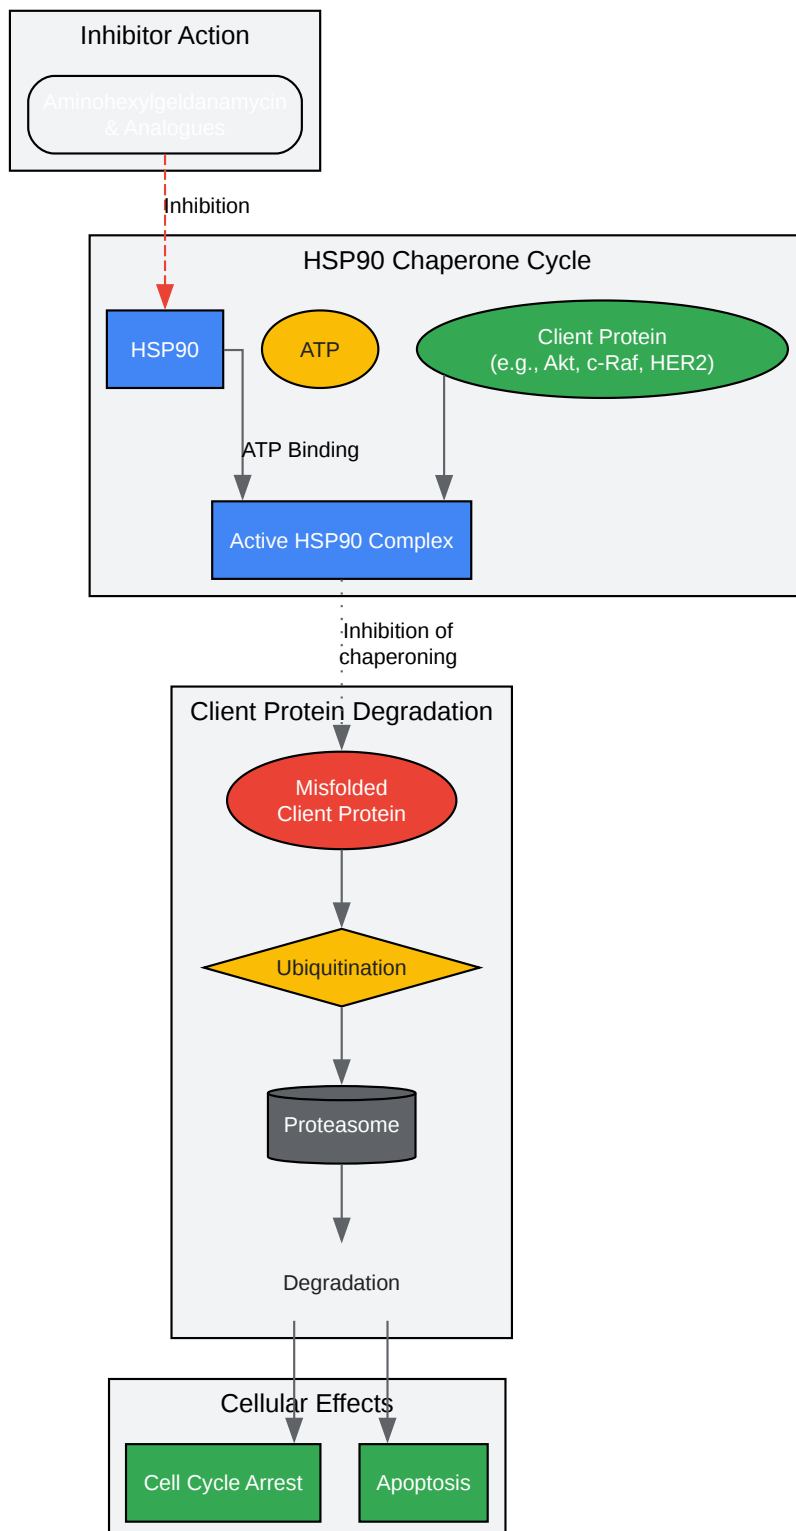 Inhibitor Action
Aminohexylgeldanamycin
& Analogues
Inhibition
HSP90 Chaperone Cycle
HSP90
ATP
Client Protein
(e.g., Akt, c-Raf, HER2)
ATP Binding
Active HSP90 Complex
Inhibition of
chaperoning
Client Protein Degradation
Misfolded
Client Protein
Ubiquitination
Proteasome
Degradation
Cellular Effects
Cell Cycle Arrest
Apoptosis